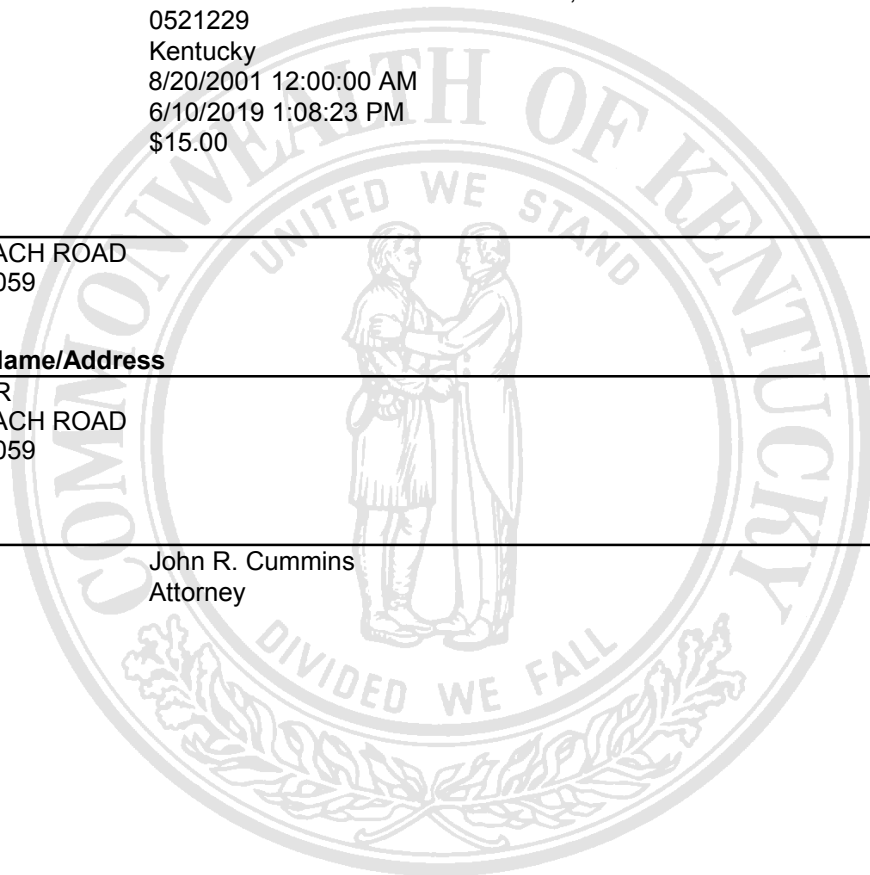 0521229
Kentucky
8/20/2001 12:00:00 AM
6/10/2019 1:08:23 PM
$15.00
ACH ROAD
059
Name/Address
R
ACH ROAD
059
John R. Cummins
Attorney
COMMONWEALTH OF KENTUCKY
UNITED WE STAND
DIVIDED WE FALL